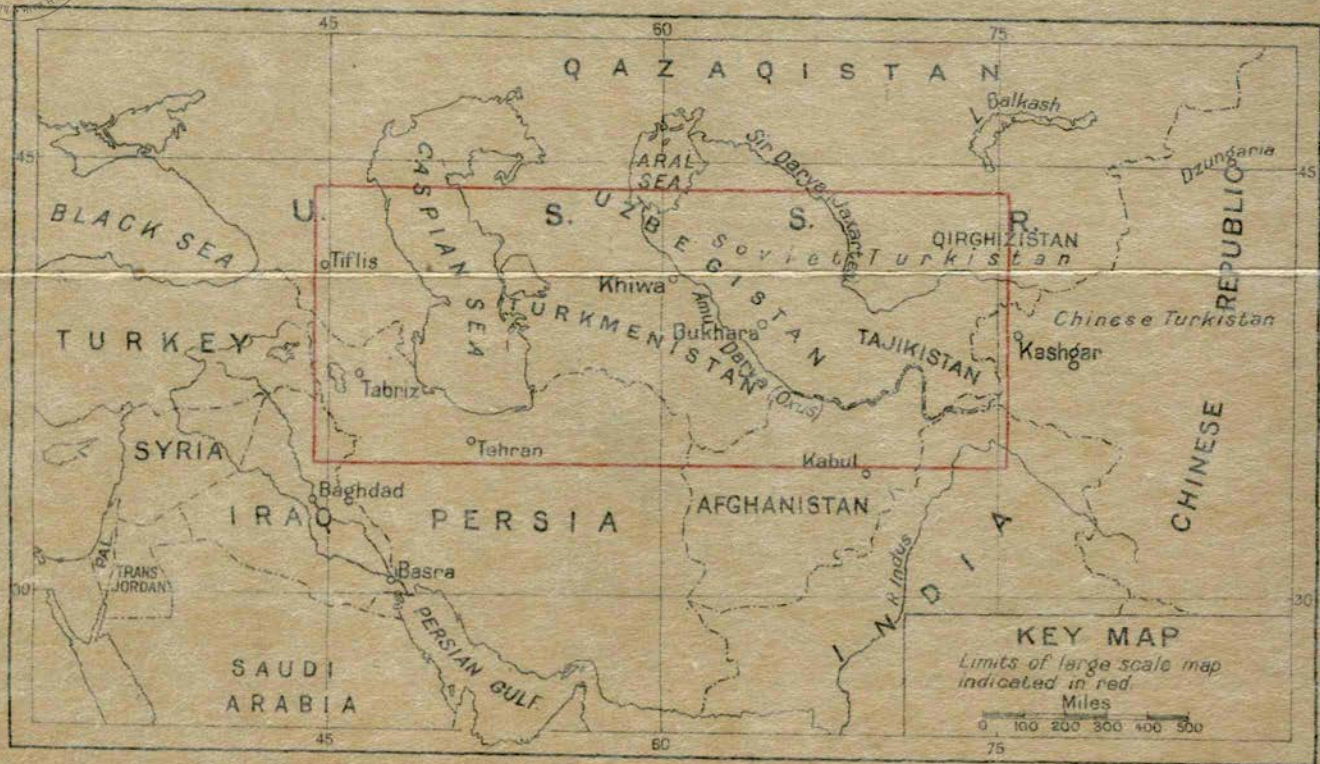 45
60
75
QAZAQISTAN
L Balkash
Sir Darya Jaxartes
Dzungaria
45
45
ARAL
SEA
CASPIAN SEA
BLACK SEA
U. S. S. R.
UZBEGISTAN
QIRGHIZISTAN
Soviet Turkistan
Tiflis
Khiwa
TURKMENISTAN
Bukhara
Amu Darya (Oxus)
TAJIKISTAN
Chinese Turkistan
Kashgar
CHINESE REPUBLIC
TURKEY
Tabriz
Tehran
SYRIA
Kabul
Baghdad
IRAQ
PERSIA
AFGHANISTAN
R Indus
INDIA
PAL.
TRANS
JORDAN
Basra
30
30
PERSIAN GULF
SAUDI
ARABIA
KEY MAP
Limits of large scale map
indicated in red.
Miles
0 100 200 300 400 500
45
60
75